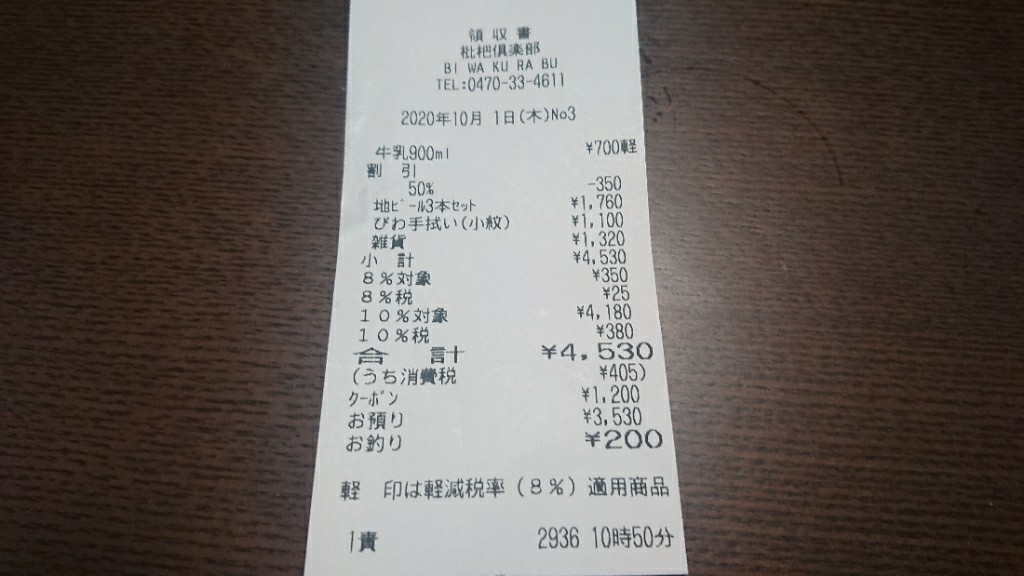 領収書
枇杷倶楽部
BI WA KU RA BU
TEL:0470-33-4611
2020年10月 1日(木)No3
牛乳900ml ¥700軽
割 引
50% -350
地ﾋﾞｰﾙ3本ｾｯﾄ ¥1,760
びわ手拭い(小紋) ¥1,100
雑貨 ¥1,320
小 計 ¥4,530
8%対象 ¥350
8%税 ¥25
10%対象 ¥4,180
10%税 ¥380
合 計 ¥4,530
(うち消費税 ¥405)
ｸｰﾎﾟﾝ ¥1,200
お預り ¥3,530
お釣り ¥200
軽 印は軽減税率(8%)適用商品
1責 2936 10時50分